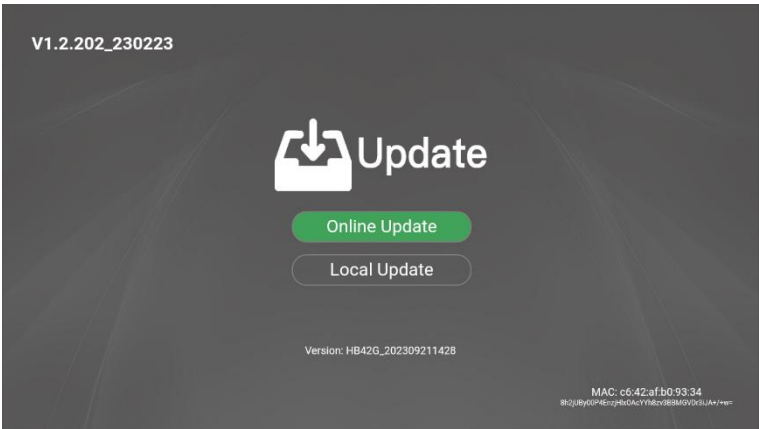 V1.2.202_230223
Update
Online Update
Local Update
Version: HB42G_202309211428
MAC: c6:42:af:b0:93:34